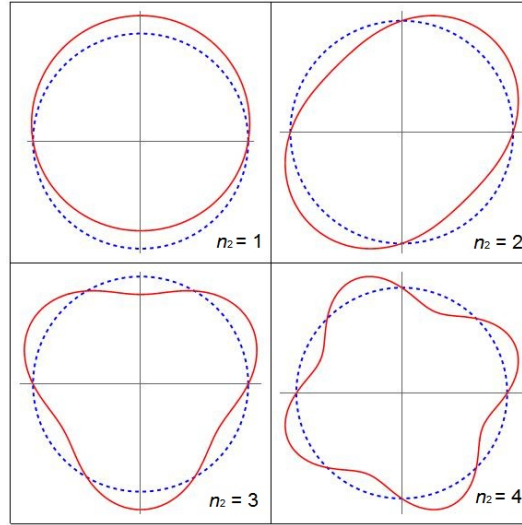 n₂ = 1
n₂ = 2
n₂ = 3
n₂ = 4